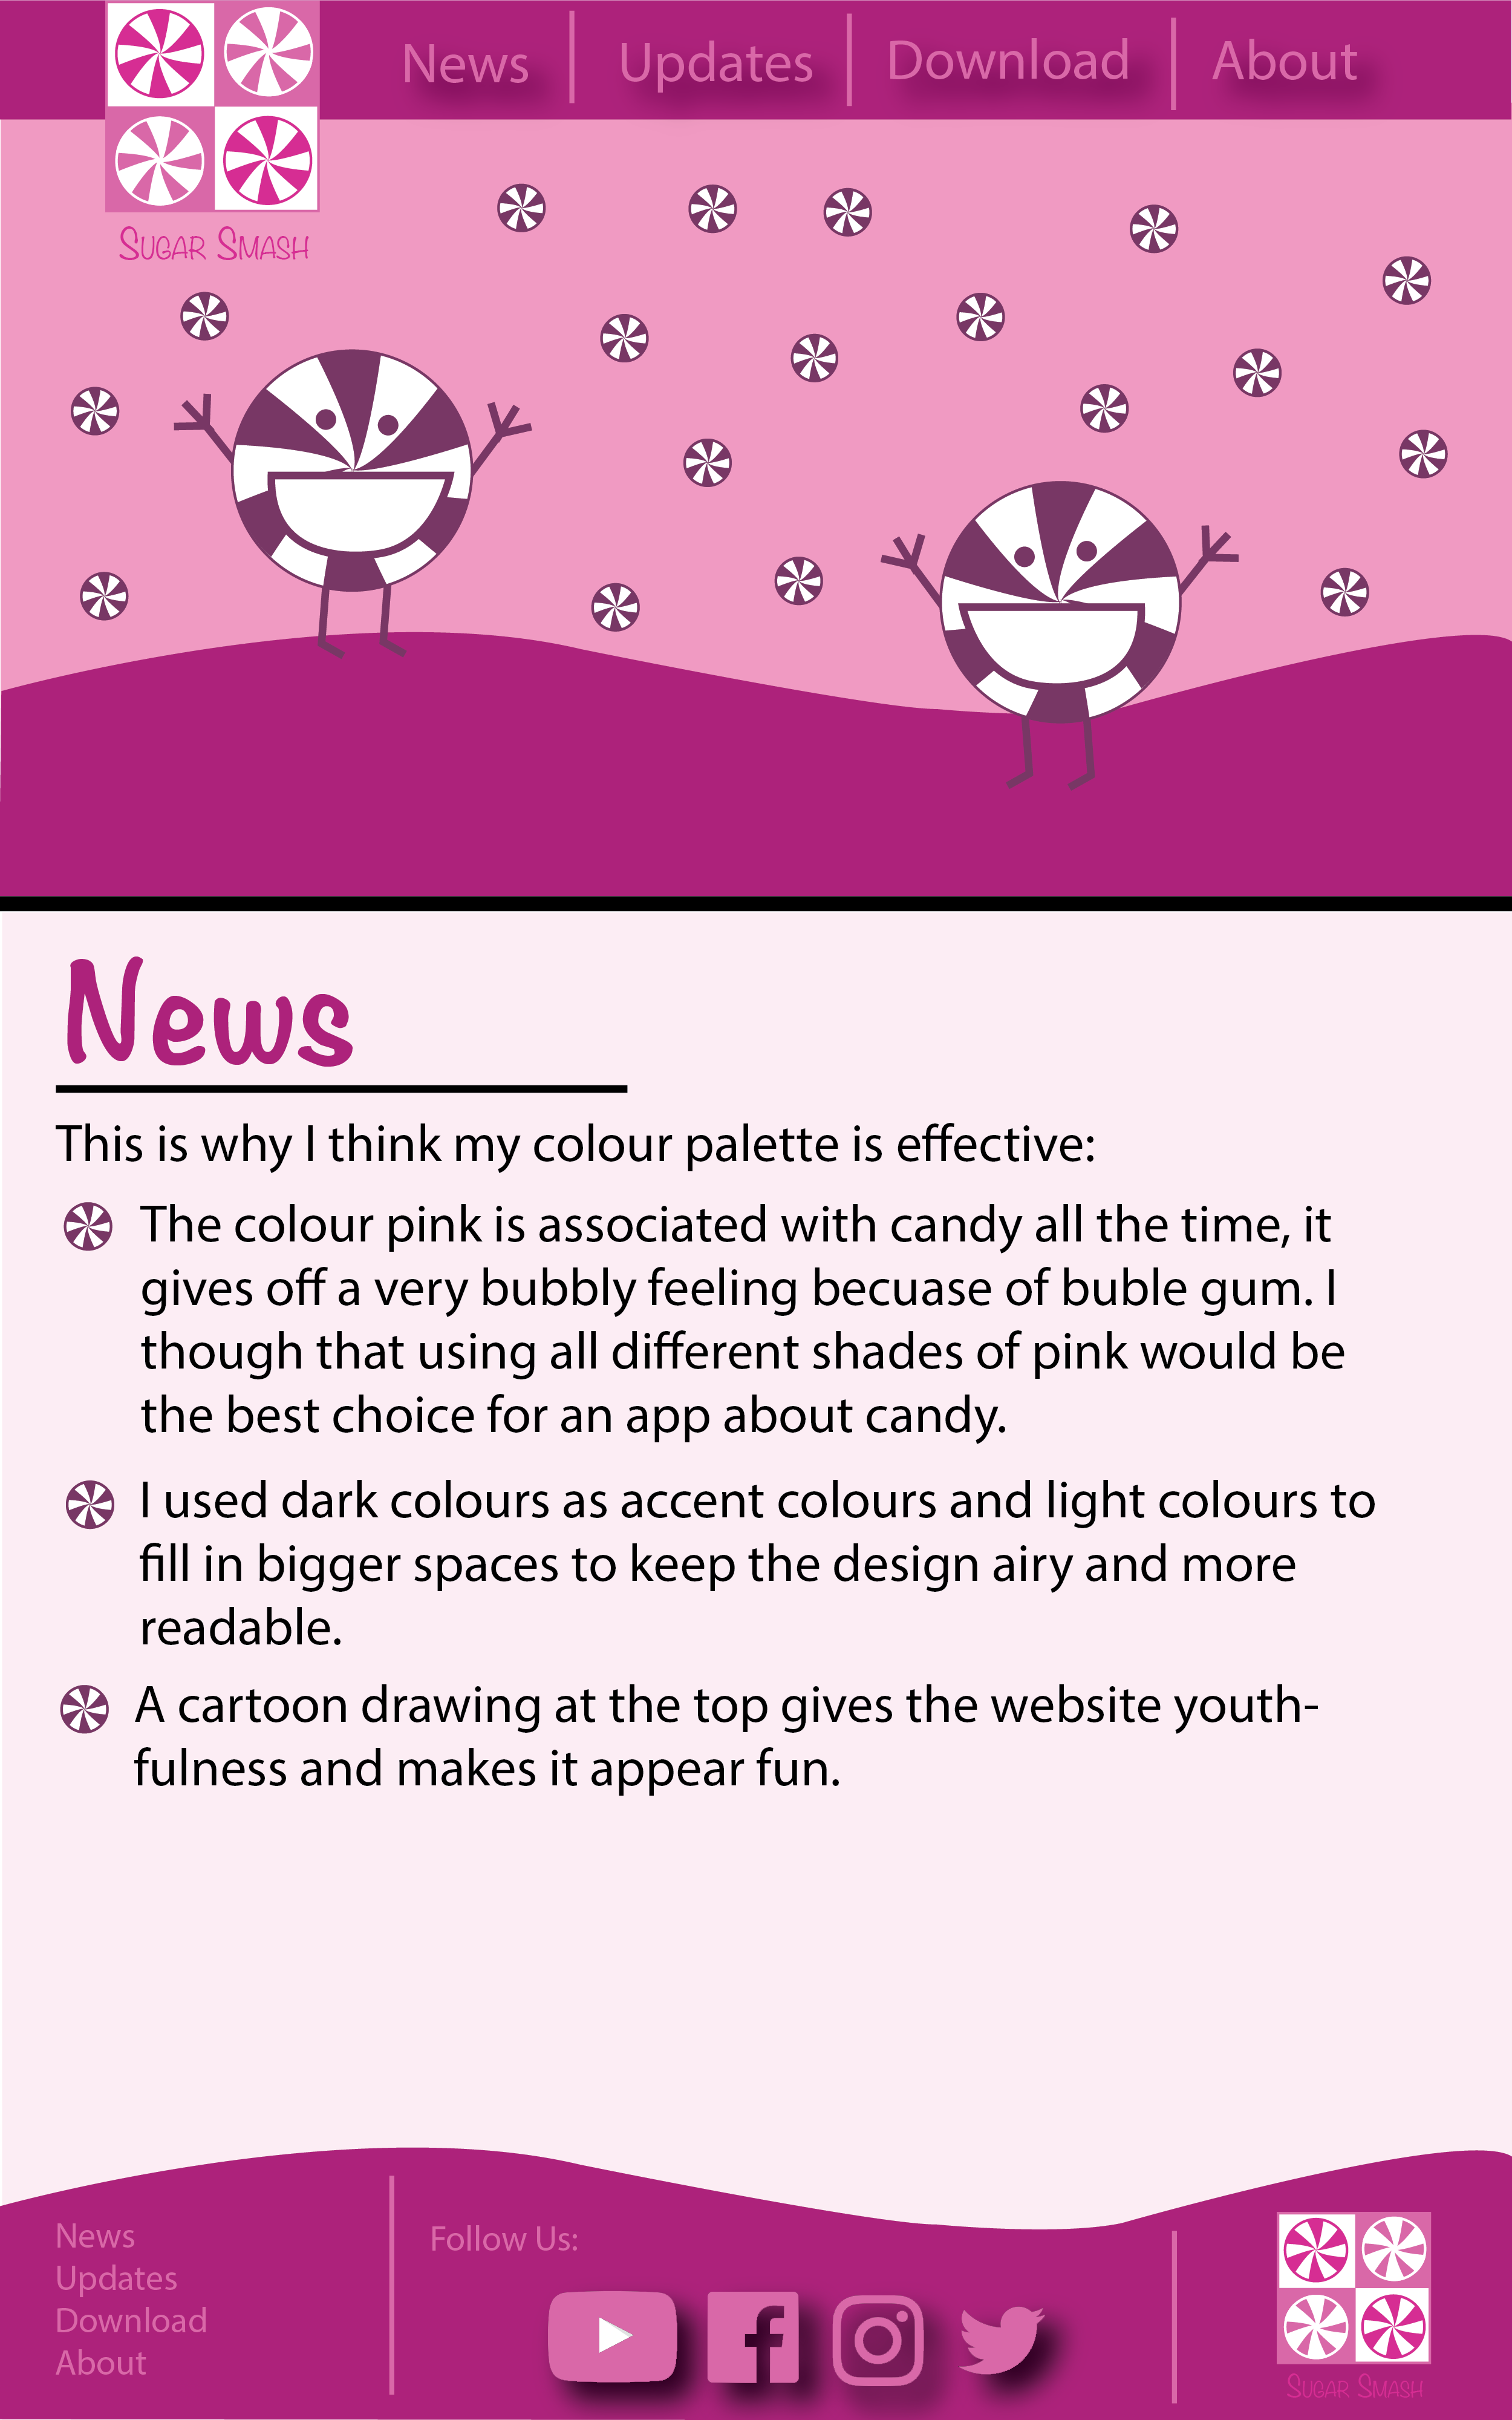 News
Updates
Download
About
SUGAR SMASH
News
This is why I think my colour palette is effective:
The colour pink is associated with candy all the time, it
gives off a very bubbly feeling becuase of buble gum. I
though that using all different shades of pink would be
the best choice for an app about candy.
I used dark colours as accent colours and light colours to
fill in bigger spaces to keep the design airy and more
readable.
A cartoon drawing at the top gives the website youth-
fulness and makes it appear fun.
News
Updates
Download
About
Follow Us:
SUGAR SMASH